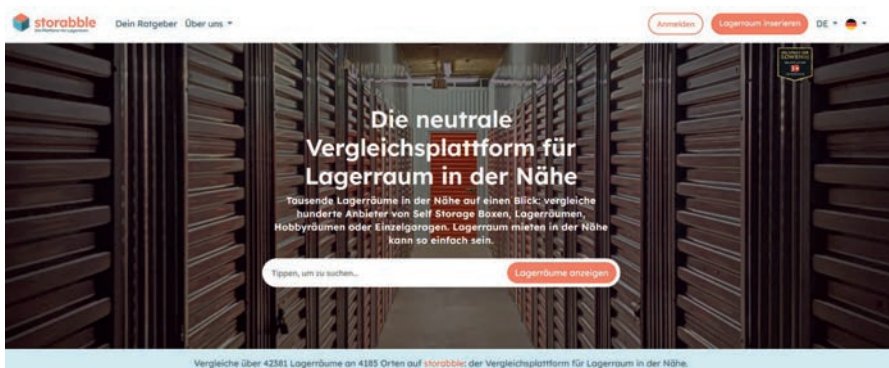 storabble
Dein Ratgeber Über uns
Anmelden
Lagerraum inserieren
DE
Die neutrale
Vergleichsplattform für
Lagerraum in der Nähe
Tausende Lagerräume in der Nähe auf einen Blick: vergleiche
hunderte Anbieter von Self Storage Boxen, Lagerräumen,
Hobbyräumen oder Einzelgaragen. Lagerraum mieten in der Nähe
kann so einfach sein.
Tippen, um zu suchen...
Lagerräume anzeigen
Vergleiche über 42381 Lagerräume an 4185 Orten auf storabble: der Vergleichsplattform für Lagerraum in der Nähe.